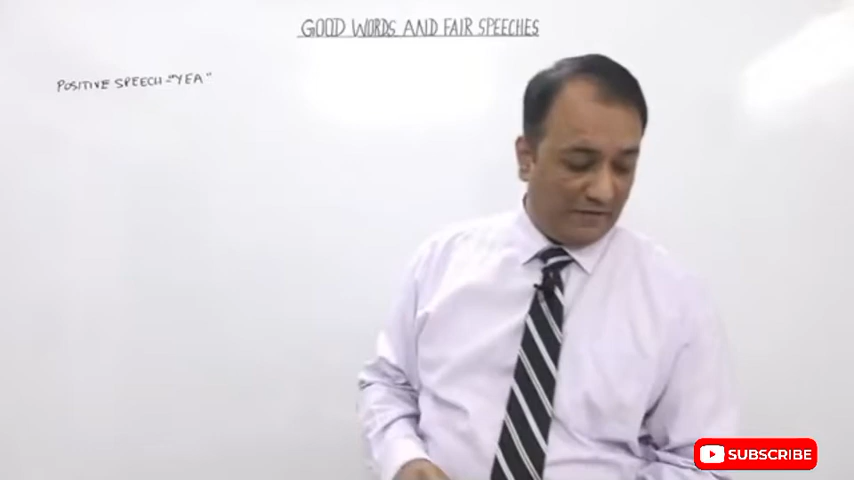 GOOD WORDS AND FAIR SPEECHES
POSITIVE SPEECH - "YEA"
SUBSCRIBE